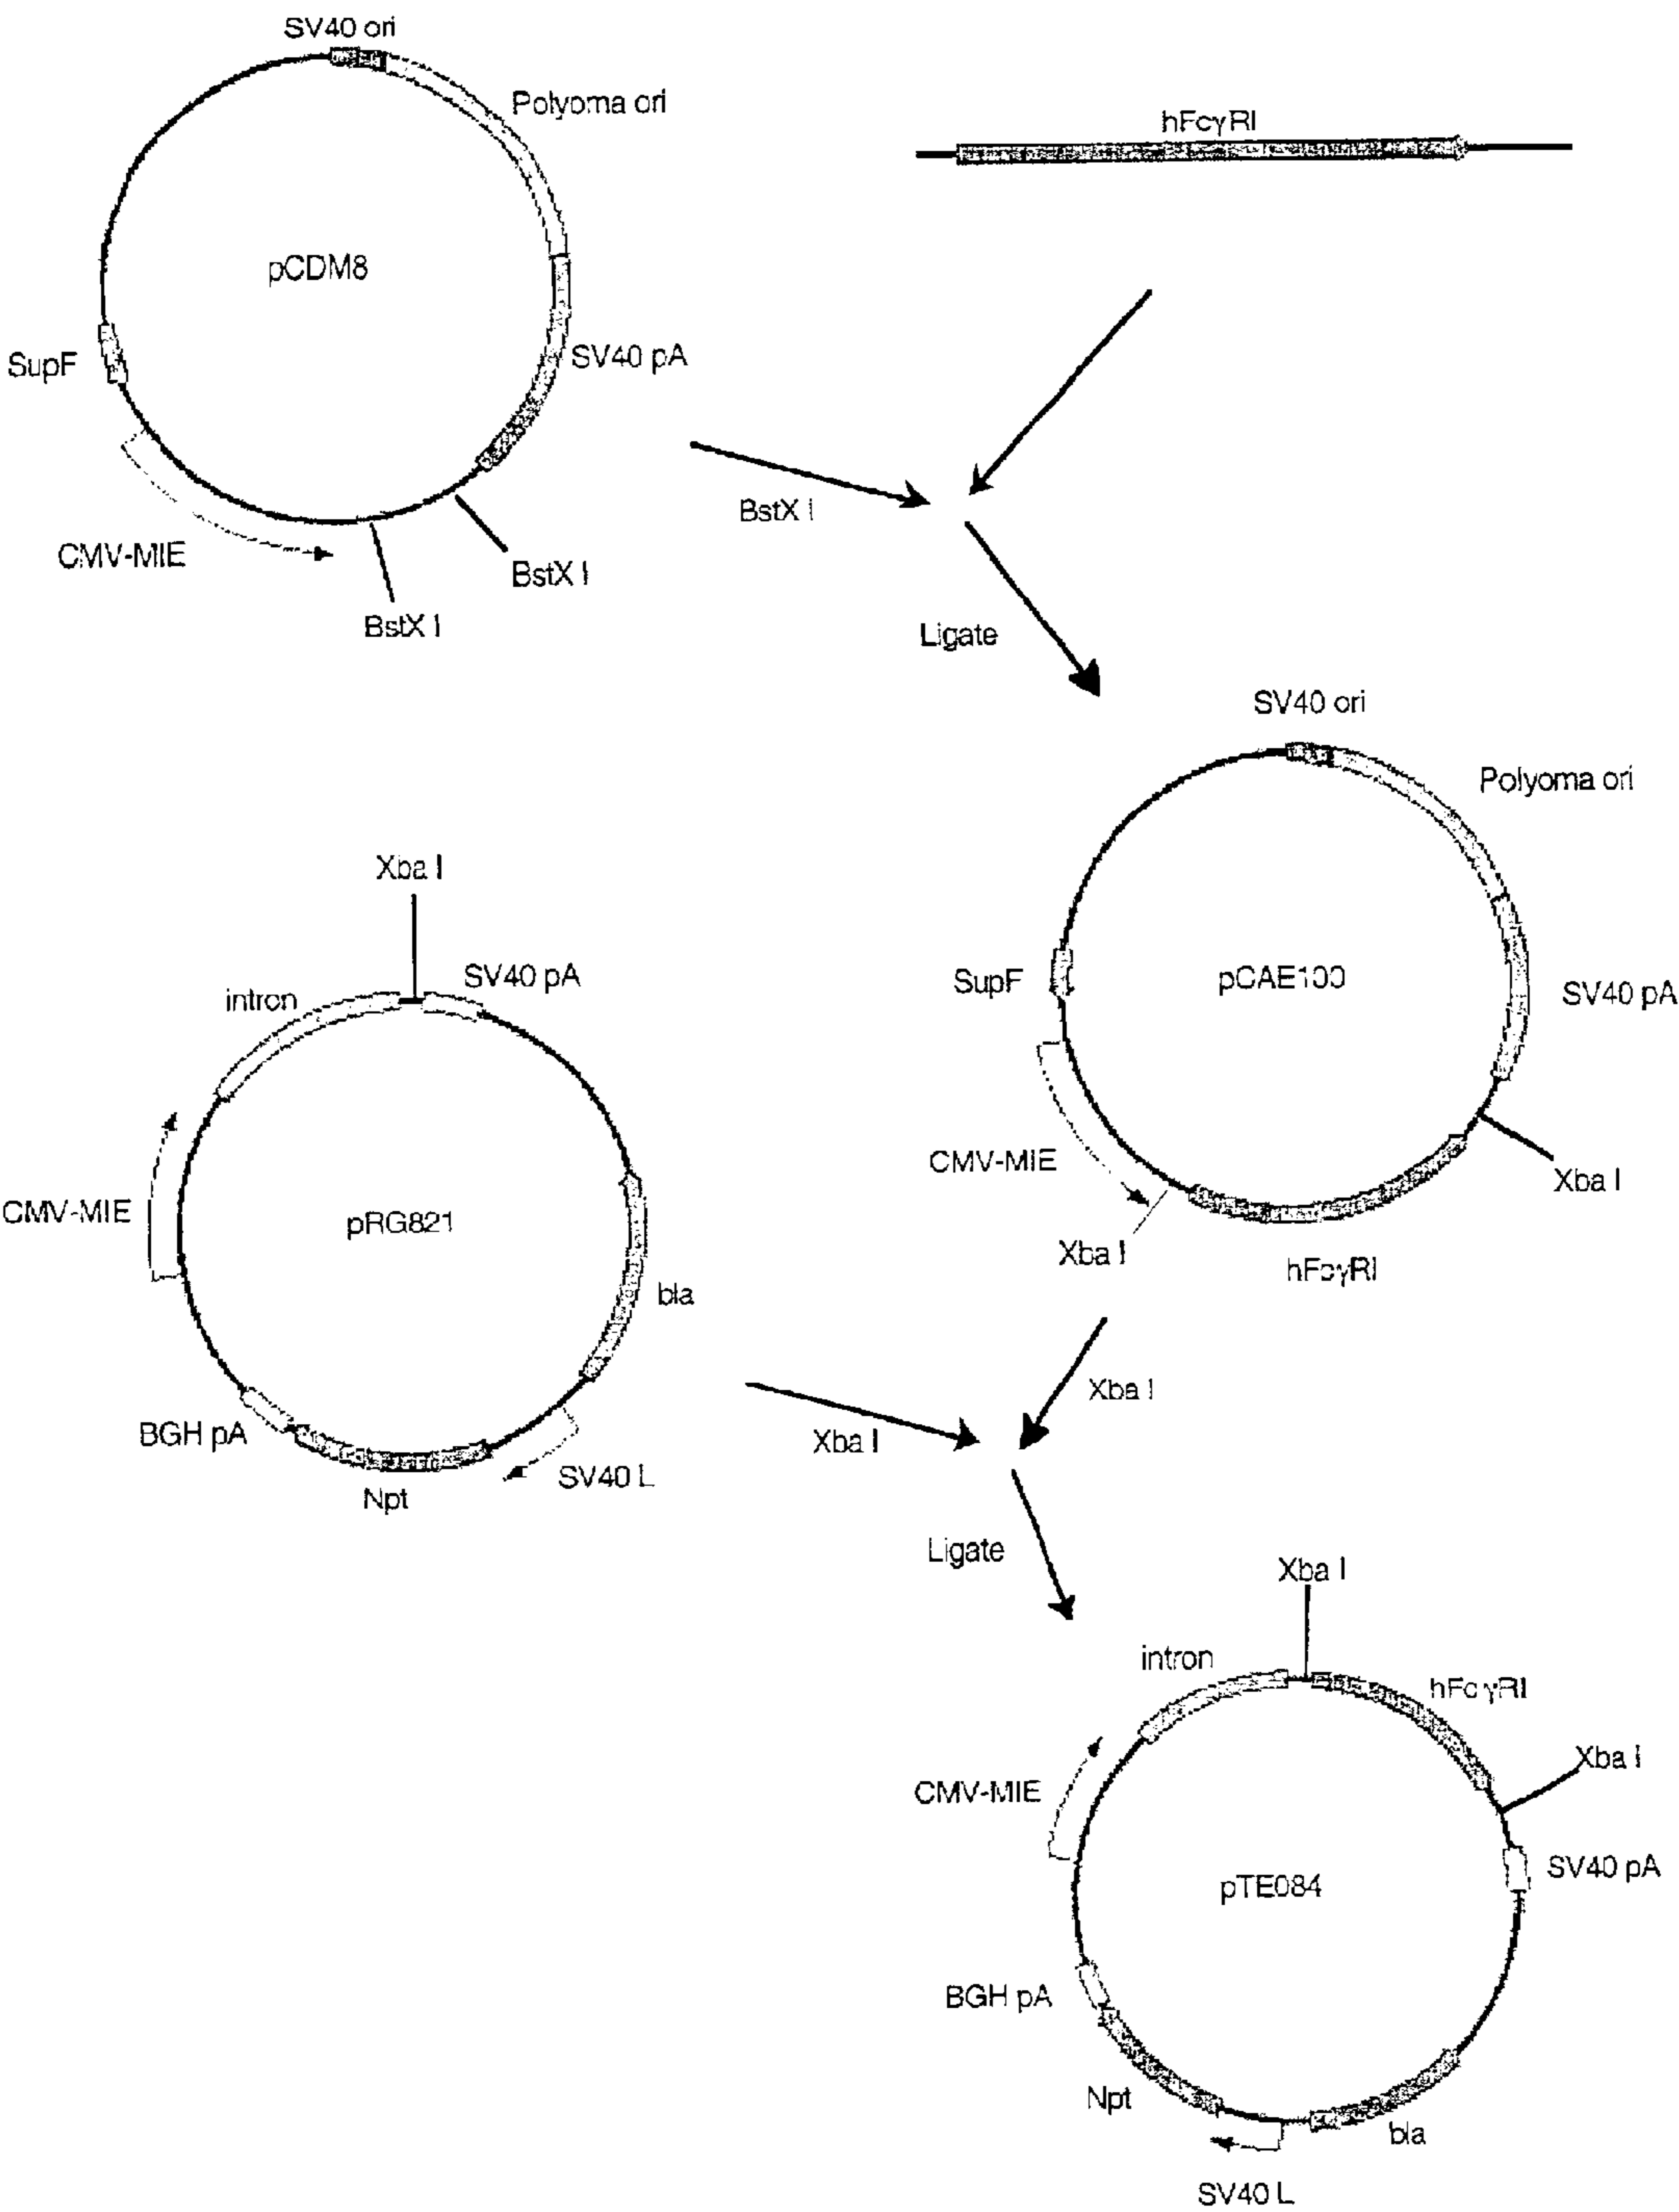 SV40 ori
Polyoma ori
hFcγRI
pCDM8
SupF
SV40 pA
CMV-MIE
BstX I
BstX I
BstX I
Ligate
SV40 ori
Polyoma ori
Xba I
SV40 pA
intron
SupF
pCAE100
SV40 pA
CMV-MIE
pRG821
CMV-MIE
Xba I
Xba I
hFcγRI
bla
Xba I
BGH pA
Xba I
SV40 L
Npt
Ligate
Xba I
intron
hFcγRI
Xba I
CMV-MIE
SV40 pA
pTE084
BGH pA
Npt
bla
SV40 L